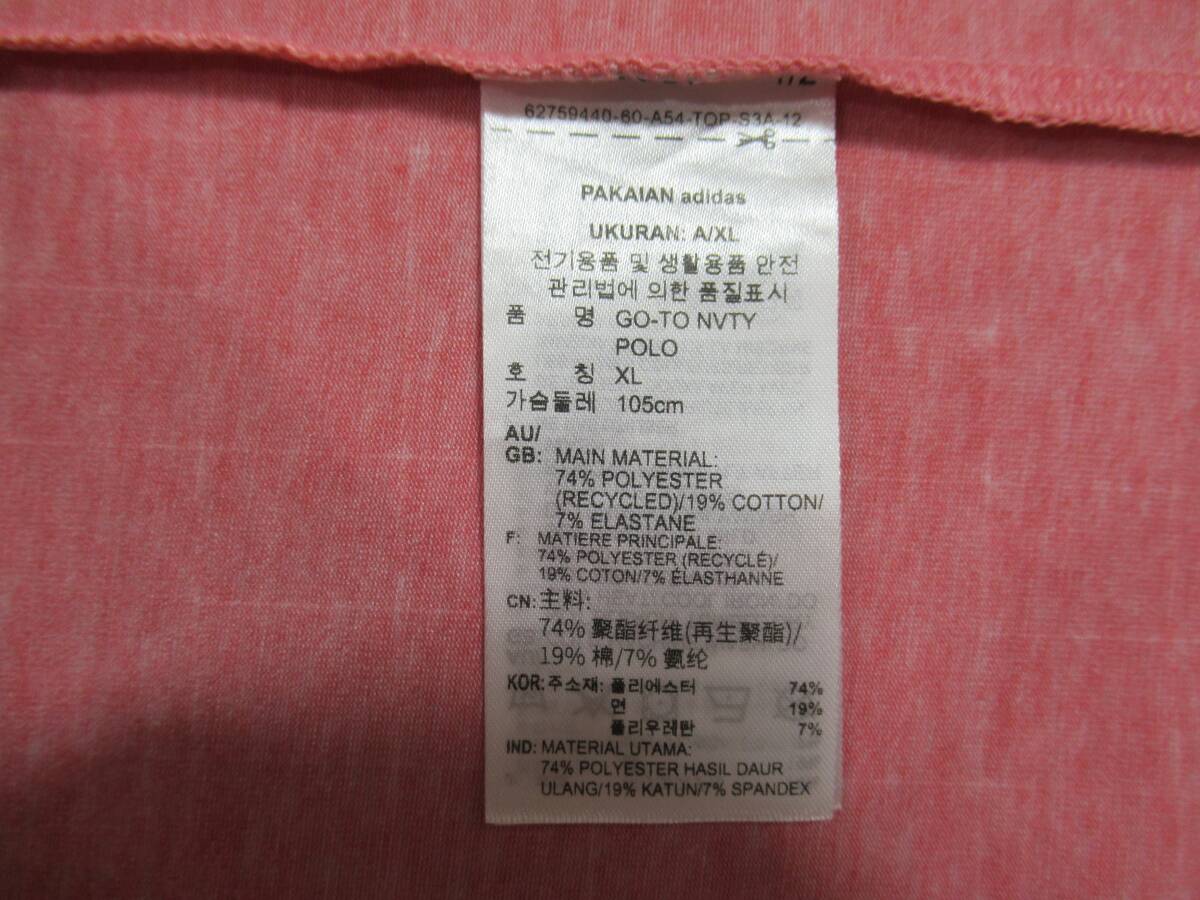 62759440-60-A54-TOP-S3A-12
PAKAIAN adidas
UKURAN: A/XL
전기용품 및 생활용품 안전
관리법에 의한 품질표시
품 명 GO-TO NVTY
POLO
호 칭 XL
가슴둘레 105cm
AU/
GB: MAIN MATERIAL:
74% POLYESTER
(RECYCLED)/19% COTTON/
7% ELASTANE
F: MATIERE PRINCIPALE:
74% POLYESTER (RECYCLÉ)/
19% COTON/7% ÉLASTHANNE
CN: 主料:
74% 聚酯纤维(再生聚酯)/
19% 棉/7% 氨纶
KOR: 주소재: 폴리에스터 74%
면 19%
폴리우레탄 7%
IND: MATERIAL UTAMA:
74% POLYESTER HASIL DAUR
ULANG/19% KATUN/7% SPANDEX